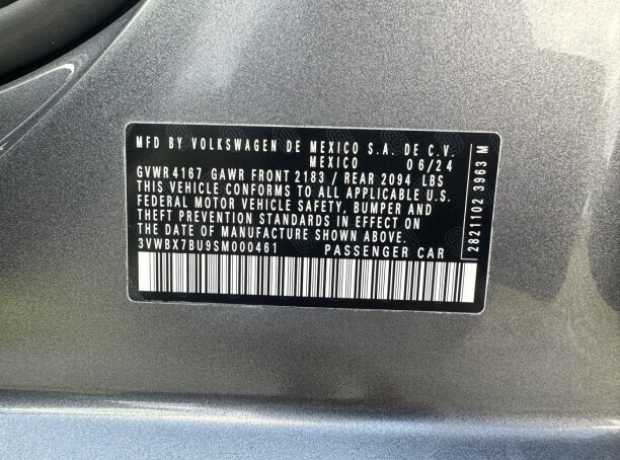 MFD BY VOLKSWAGEN DE MEXICO S.A. DE C.V.
MEXICO 06/24
GVWR 4167 GAWR FRONT 2183 / REAR 2094 LBS
THIS VEHICLE CONFORMS TO ALL APPLICABLE U.S.
FEDERAL MOTOR VEHICLE SAFETY, BUMPER AND
THEFT PREVENTION STANDARDS IN EFFECT ON
THE DATE OF MANUFACTURE SHOWN ABOVE.
3VWBX7BU9SM000461 PASSENGER CAR
2821102 3963 M